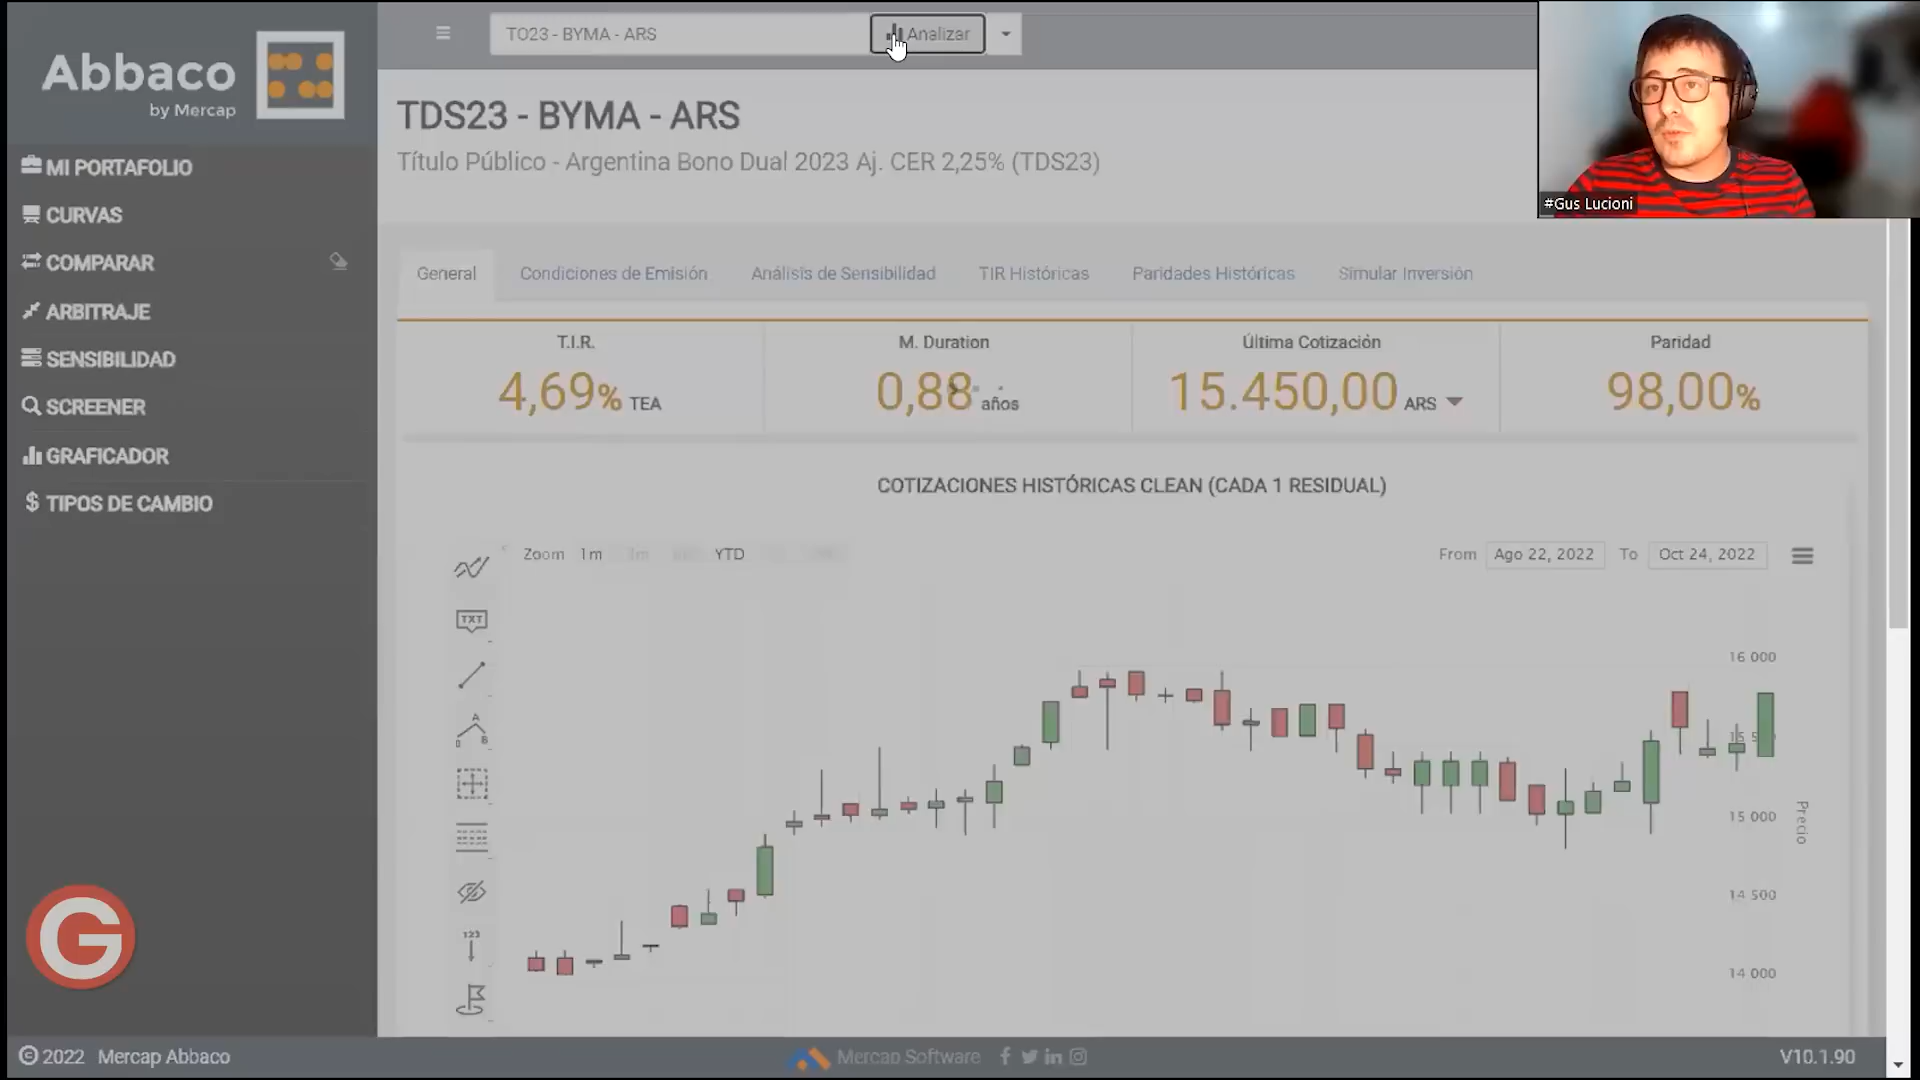 Abbaco
by Mercap
TO23 - BYMA - ARS
Analizar
TDS23 - BYMA - ARS
Título Público - Argentina Bono Dual 2023 Aj. CER 2,25% (TDS23)
#Gus Lucioni
MI PORTAFOLIO
CURVAS
COMPARAR
ARBITRAJE
SENSIBILIDAD
SCREENER
GRAFICADOR
$ TIPOS DE CAMBIO
General
Condiciones de Emisión
Análisis de Sensibilidad
TIR Históricas
Paridades Históricas
Simular Inversión
T.I.R.
4,69% TEA
M. Duration
0,88 años
Última Cotización
15.450,00 ARS
Paridad
98,00%
COTIZACIONES HISTÓRICAS CLEAN (CADA 1 RESIDUAL)
Zoom 1m YTD
From Ago 22, 2022 To Oct 24, 2022
TXT
A
B
123
16 000
15 000
14 500
14 000
Precio
G
© 2022 Mercap Abbaco
Mercap Software
V10.1.90